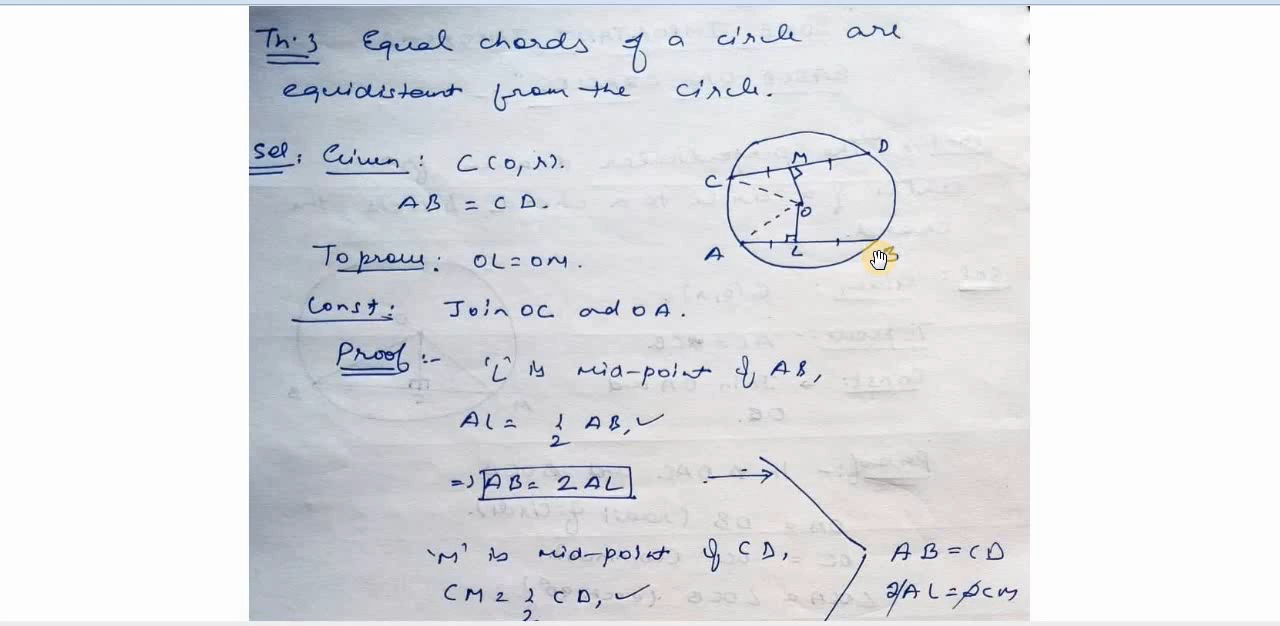 Th. 3 Equal chords of a circle are
equidistant from the circle.
Sol: Given: C(O,r).
AB = CD.
To prove: OL = OM.
Const: Join OC and OA.
Proof:-
'L' is mid-point of AB,
AL = 1/2 AB, ✓
=> AB = 2AL →
'M' is mid-point of CD,
CM = 1/2 CD, ✓
AB = CD
2AL = 2CM
C
M
D
O
A
L
B